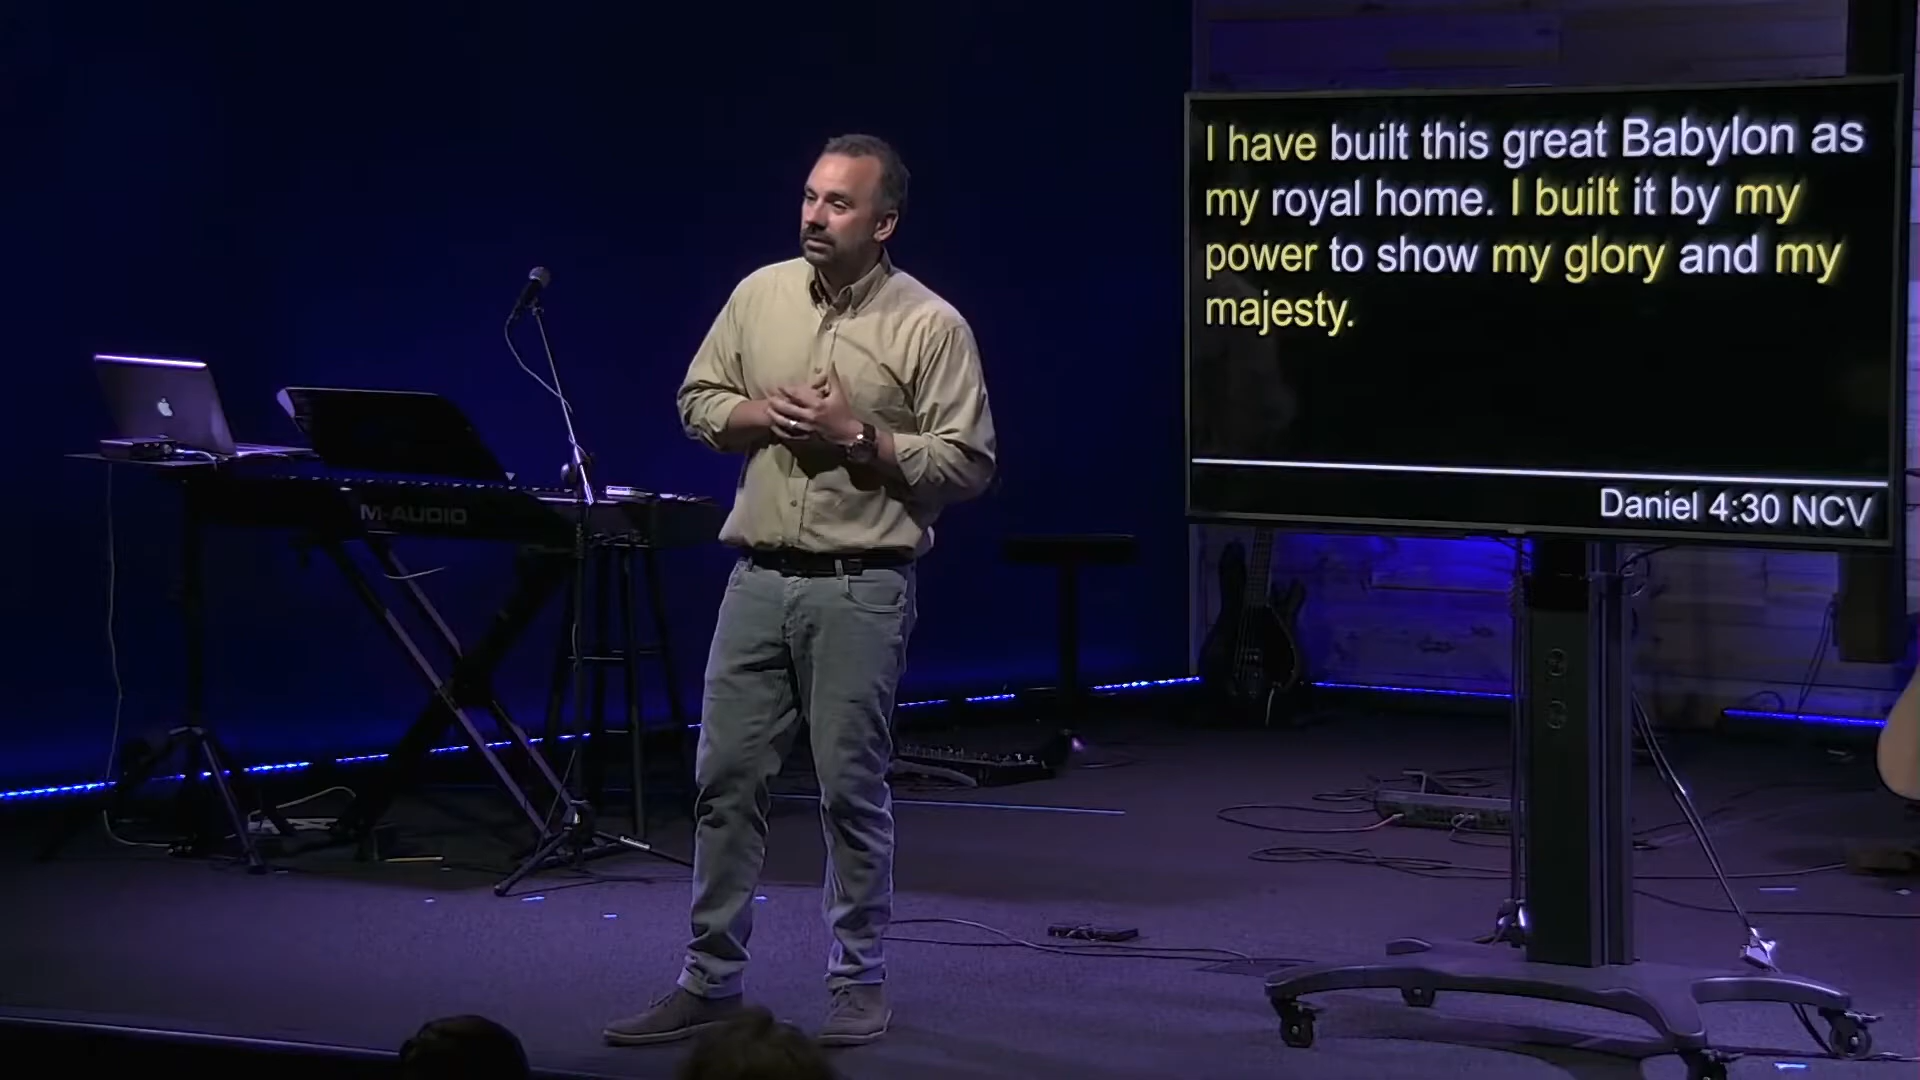 I have built this great Babylon as
my royal home. I built it by my
power to show my glory and my
majesty.
Daniel 4:30 NCV
M-AUDIO